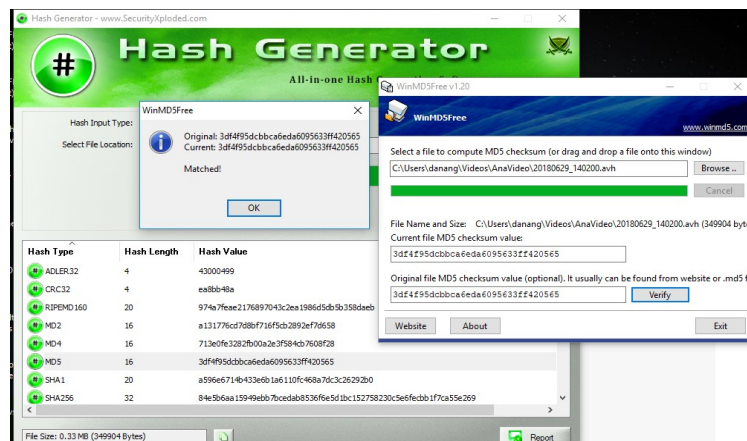 Hash Generator - www.SecurityXploded.com
Hash Generator
All-in-one Hash
Hash Input Type:
Select File Location:
WinMD5Free
Original: 3df4f95dcbbca6eda6095633ff420565
Current: 3df4f95dcbbca6eda6095633ff420565
Matched!
OK
WinMD5Free v1.20
WinMD5Free
www.winmd5.com
Select a file to compute MD5 checksum (or drag and drop a file onto this window)
C:\Users\danang\Videos\AnaVideo\20180629_140200.avh
Browse ..
Cancel
File Name and Size: C:\Users\danang\Videos\AnaVideo\20180629_140200.avh (349904 byt
Current file MD5 checksum value:
3df4f95dcbbca6eda6095633ff420565
Original file MD5 checksum value (optional). It usually can be found from website or .md5 f
3df4f95dcbbca6eda6095633ff420565
Verify
Website About Exit
Hash Type Hash Length Hash Value
ADLER32 4 43000499
CRC32 4 ea8bb48a
RIPEMD160 20 974a7feae2176897043c2ea1986d5db5b358daeb
MD2 16 a131776cd7d8bf716f5cb2892ef7d658
MD4 16 713e0fe3282fb00a2e3f584cb7608f28
MD5 16 3df4f95dcbbca6eda6095633ff420565
SHA1 20 a596e6714b433e6b1a6110fc468a7dc3c26292b0
SHA256 32 84e5b6aa15949ebb7bcedab8536f6e5d1bc152758230c5e6fecbb1f7ca55e269
File Size: 0.33 MB (349904 Bytes)
Report